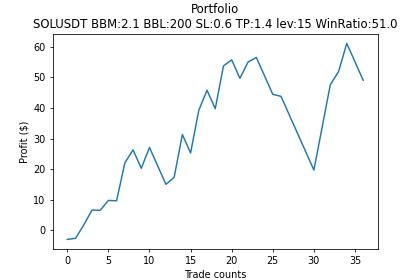 Portfolio
SOLUSDT BBM:2.1 BBL:200 SL:0.6 TP:1.4 lev:15 WinRatio:51.0
60
50
40
30
20
10
0
Profit ($)
0 5 10 15 20 25 30 35
Trade counts